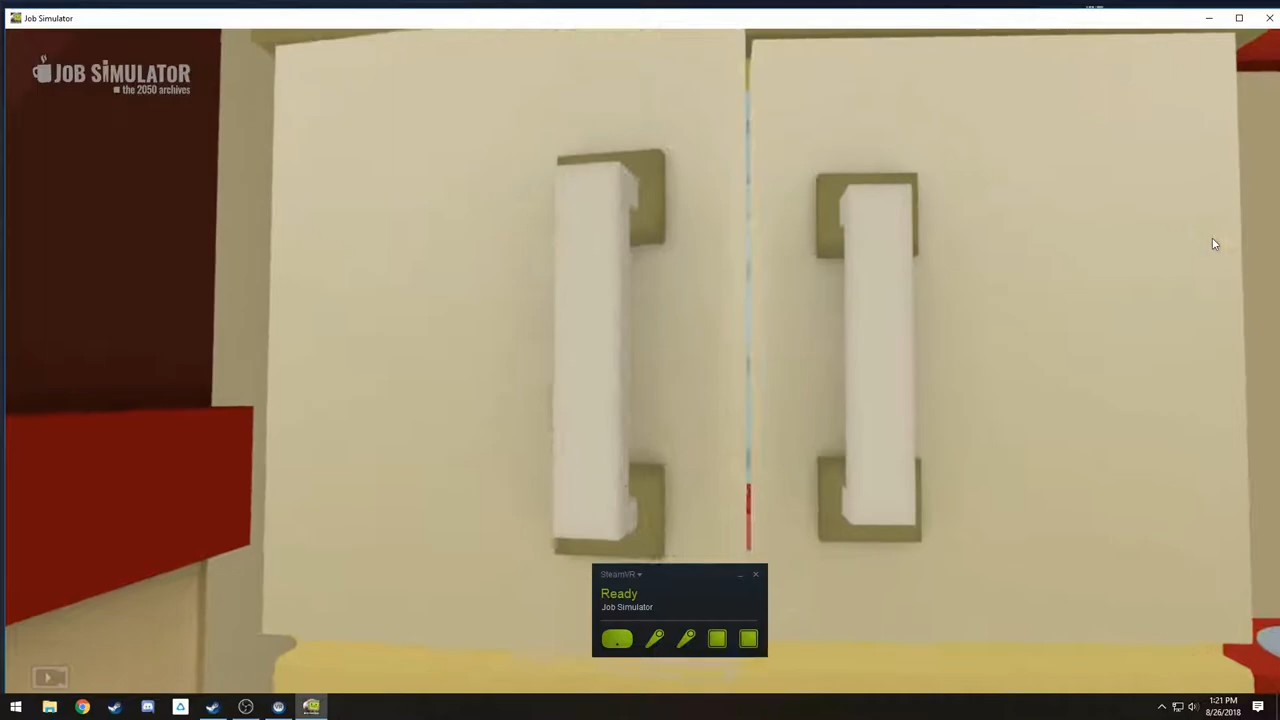 Job Simulator
JOB SIMULATOR
the 2050 archives
SteamVR
Ready
Job Simulator
1:21 PM
8/26/2018